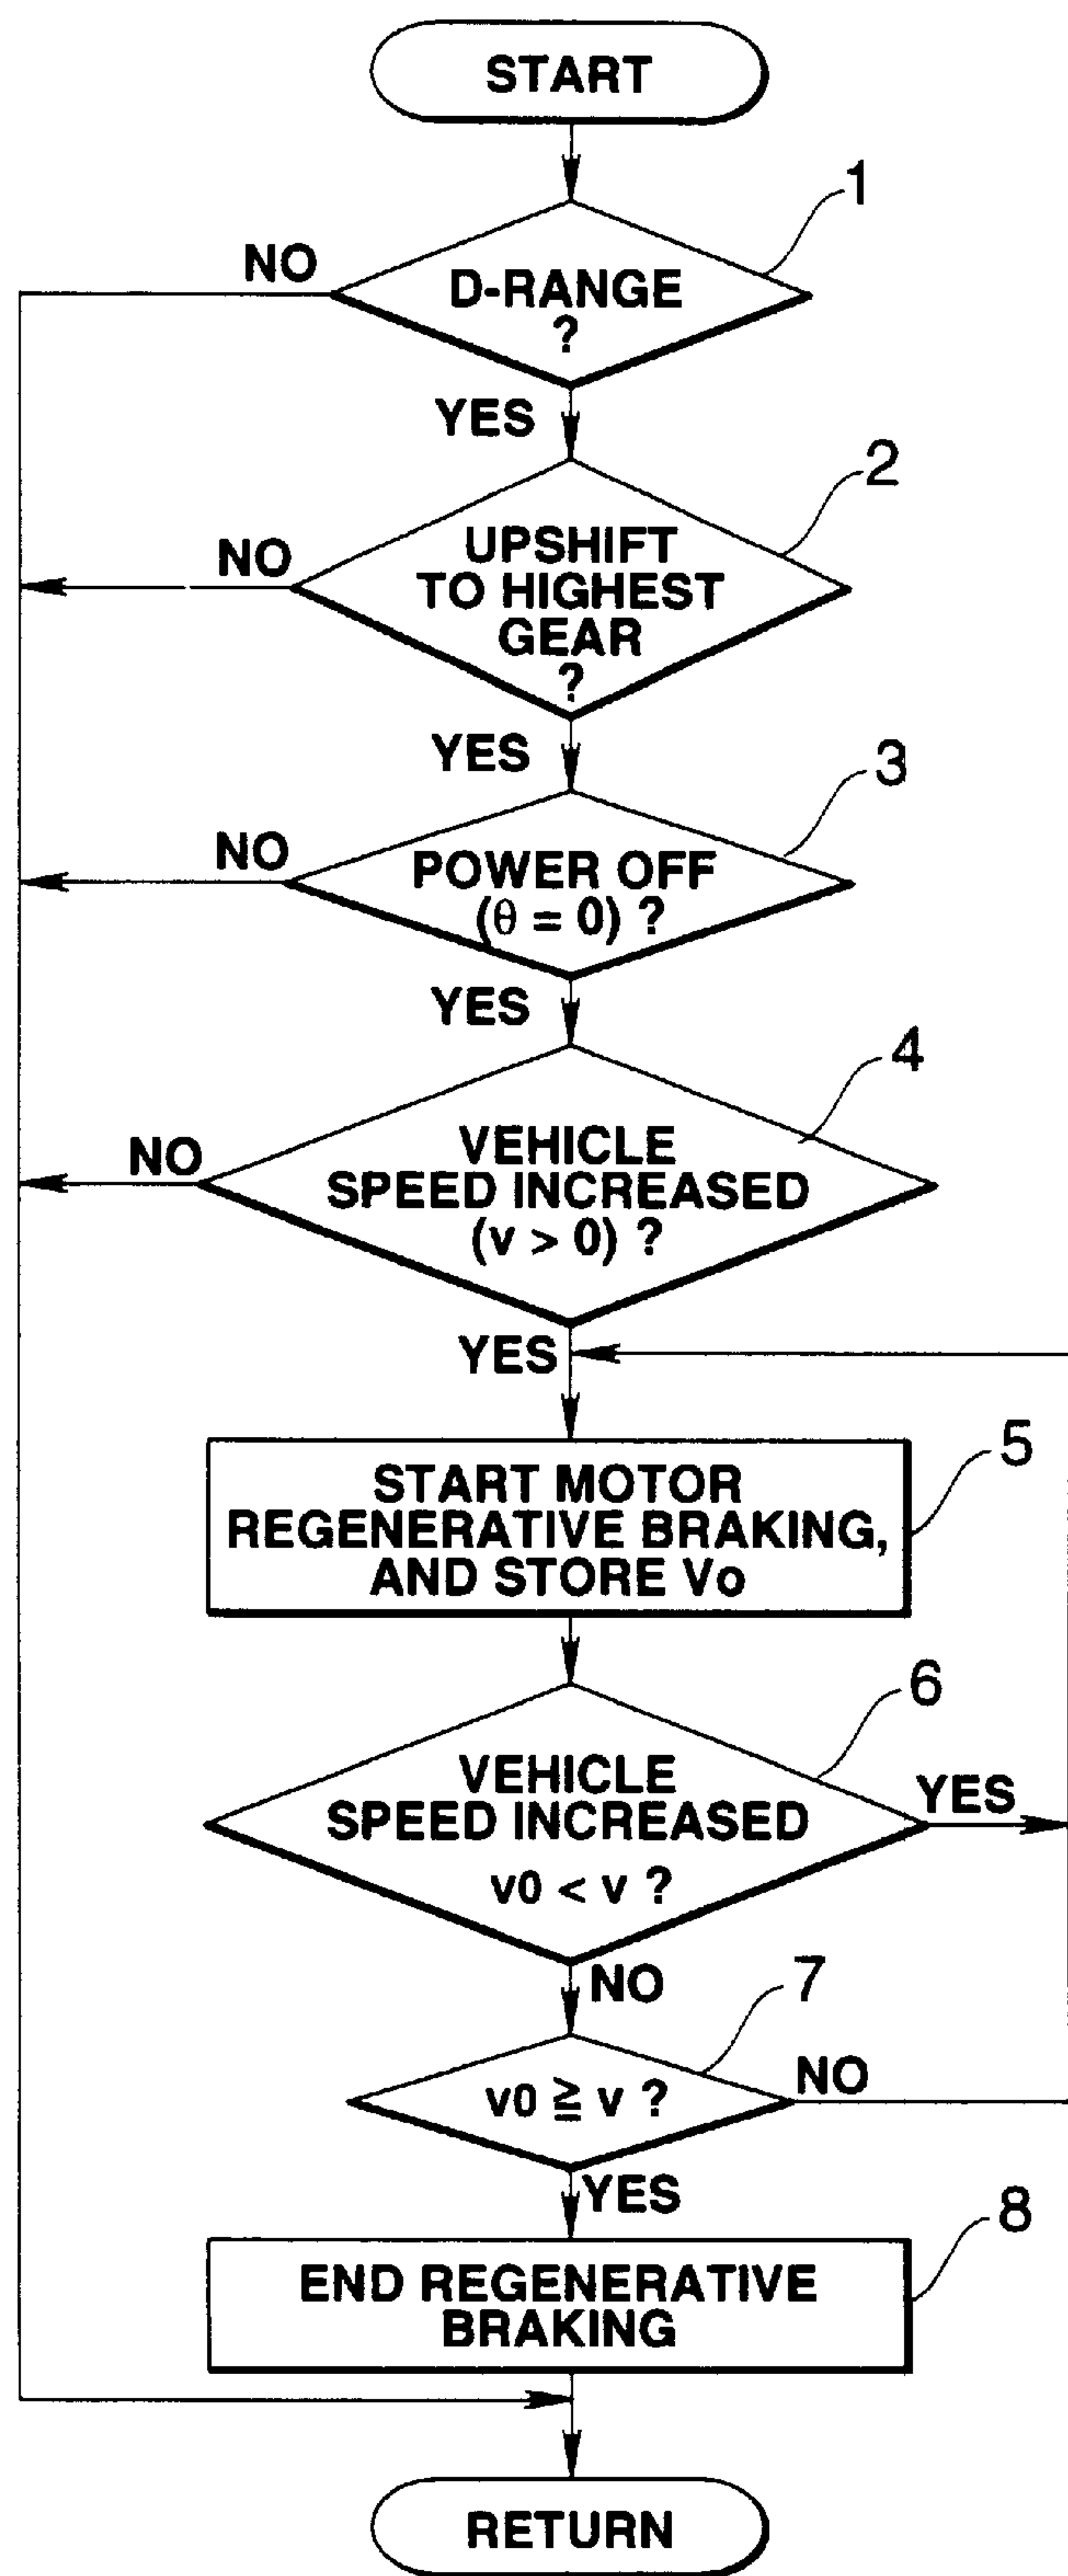 START
1
NO
D-RANGE
?
YES
2
NO
UPSHIFT
TO HIGHEST
GEAR
?
YES
3
NO
POWER OFF
(θ = 0) ?
YES
4
NO
VEHICLE
SPEED INCREASED
(v > 0) ?
YES
5
START MOTOR
REGENERATIVE BRAKING,
AND STORE Vo
6
VEHICLE
SPEED INCREASED
v0 < v ?
YES
NO
7
v0 ≧ v ?
NO
YES
8
END REGENERATIVE
BRAKING
RETURN